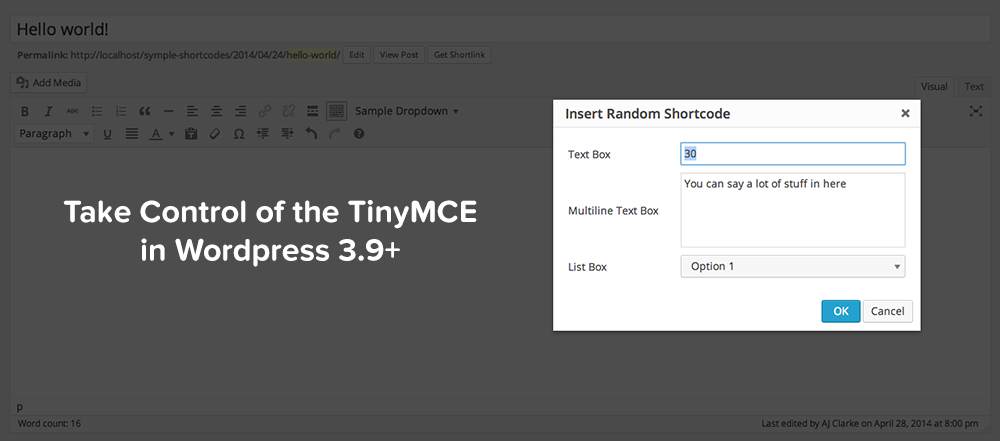 Hello world!
Permalink: http://localhost/symple-shortcodes/2014/04/24/hello-world/ Edit View Post Get Shortlink
Add Media
Visual Text
B I ABC Sample Dropdown
Paragraph U A Ω ?
Take Control of the TinyMCE
in Wordpress 3.9+
Insert Random Shortcode
Text Box 30
You can say a lot of stuff in here
Multiline Text Box
List Box Option 1
OK Cancel
p
Word count: 16 Last edited by AJ Clarke on April 28, 2014 at 8:00 pm